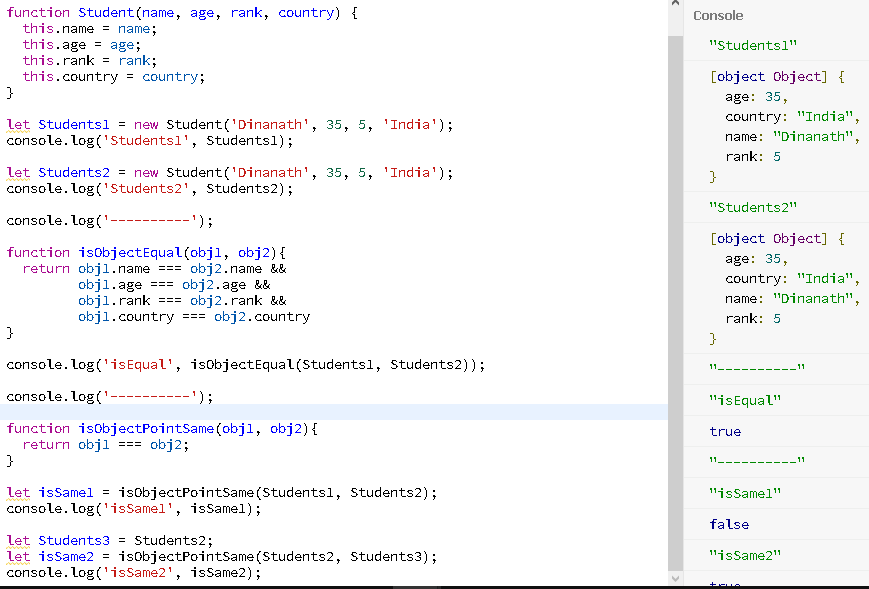 function Student(name, age, rank, country) {
  this.name = name;
  this.age = age;
  this.rank = rank;
  this.country = country;
}
let Students1 = new Student('Dinanath', 35, 5, 'India');
console.log('Students1', Students1);
let Students2 = new Student('Dinanath', 35, 5, 'India');
console.log('Students2', Students2);
console.log('----------');
function isObjectEqual(obj1, obj2){
  return obj1.name === obj2.name &&
         obj1.age === obj2.age &&
         obj1.rank === obj2.rank &&
         obj1.country === obj2.country
}
console.log('isEqual', isObjectEqual(Students1, Students2));
console.log('----------');
function isObjectPointSame(obj1, obj2){
  return obj1 === obj2;
}
let isSame1 = isObjectPointSame(Students1, Students2);
console.log('isSame1', isSame1);
let Students3 = Students2;
let isSame2 = isObjectPointSame(Students2, Students3);
console.log('isSame2', isSame2);
Console
"Students1"
[object Object] {
  age: 35,
  country: "India",
  name: "Dinanath",
  rank: 5
}
"Students2"
[object Object] {
  age: 35,
  country: "India",
  name: "Dinanath",
  rank: 5
}
"----------"
"isEqual"
true
"----------"
"isSame1"
false
"isSame2"
true